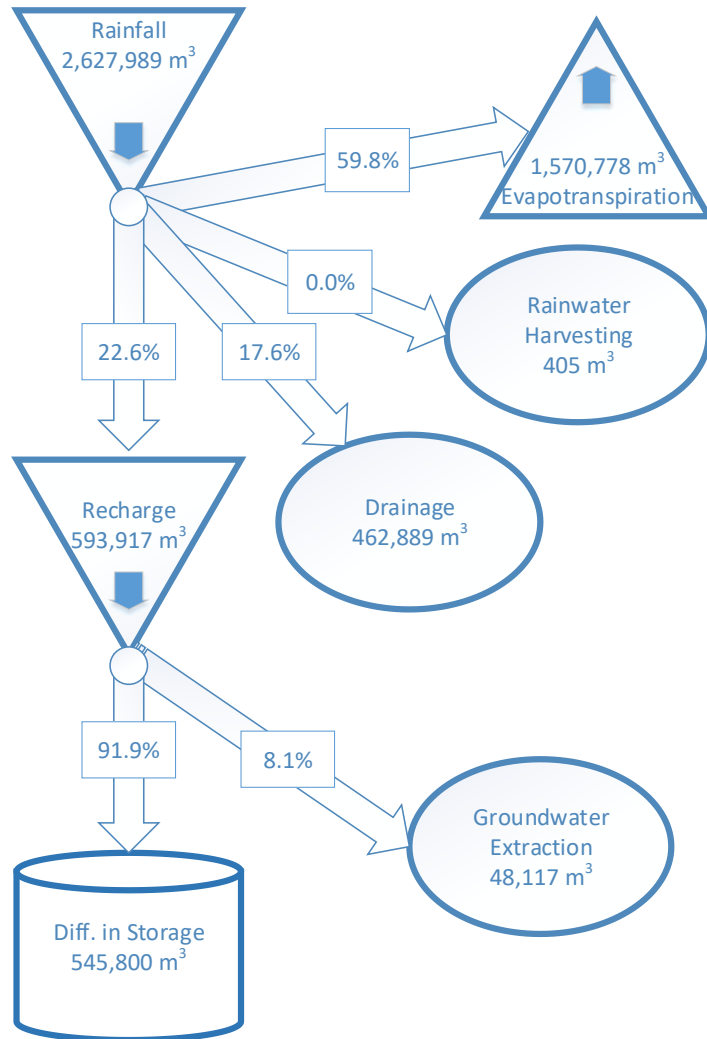 Rainfall
2,627,989 m³
59.8%
1,570,778 m³
Evapotranspiration
0.0%
Rainwater
Harvesting
405 m³
22.6%
17.6%
Recharge
593,917 m³
Drainage
462,889 m³
91.9%
8.1%
Groundwater
Extraction
48,117 m³
Diff. in Storage
545,800 m³